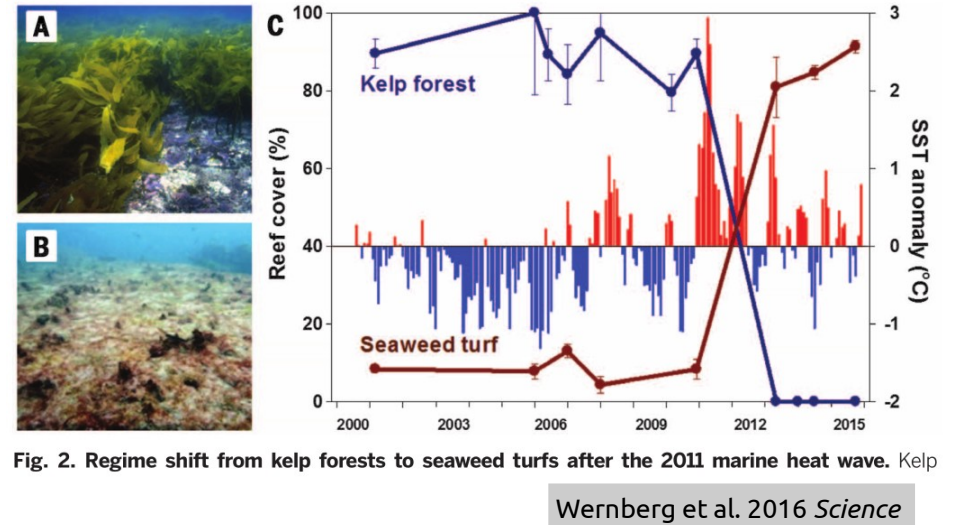 A
B
C
Reef cover (%)
100
80
60
40
20
0
Kelp forest
Seaweed turf
3
2
1
0
-1
-2
SST anomaly (°C)
2000 2003 2006 2009 2012 2015
Fig. 2. Regime shift from kelp forests to seaweed turfs after the 2011 marine heat wave. Kelp
Wernberg et al. 2016 Science